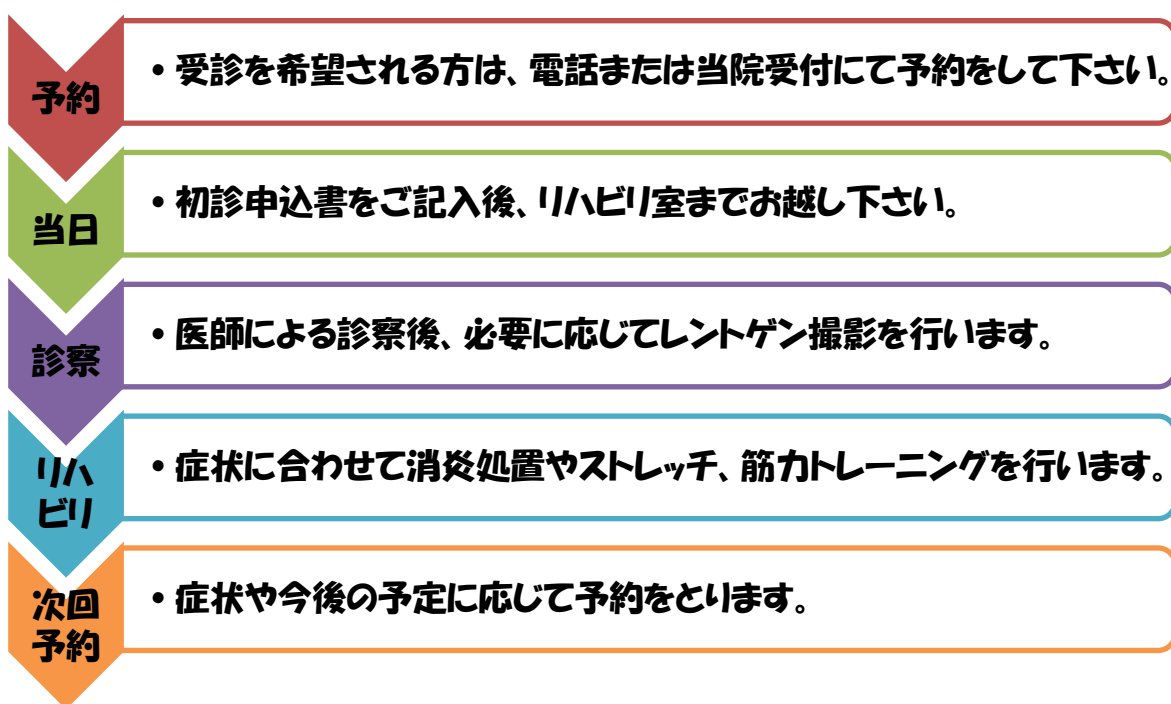 予約
・受診を希望される方は、電話または当院受付にて予約をして下さい。
当日
・初診申込書をご記入後、リハビリ室までお越し下さい。
診察
・医師による診察後、必要に応じてレントゲン撮影を行います。
リハ
ビリ
・症状に合わせて消炎処置やストレッチ、筋力トレーニングを行います。
次回
予約
・症状や今後の予定に応じて予約をとります。